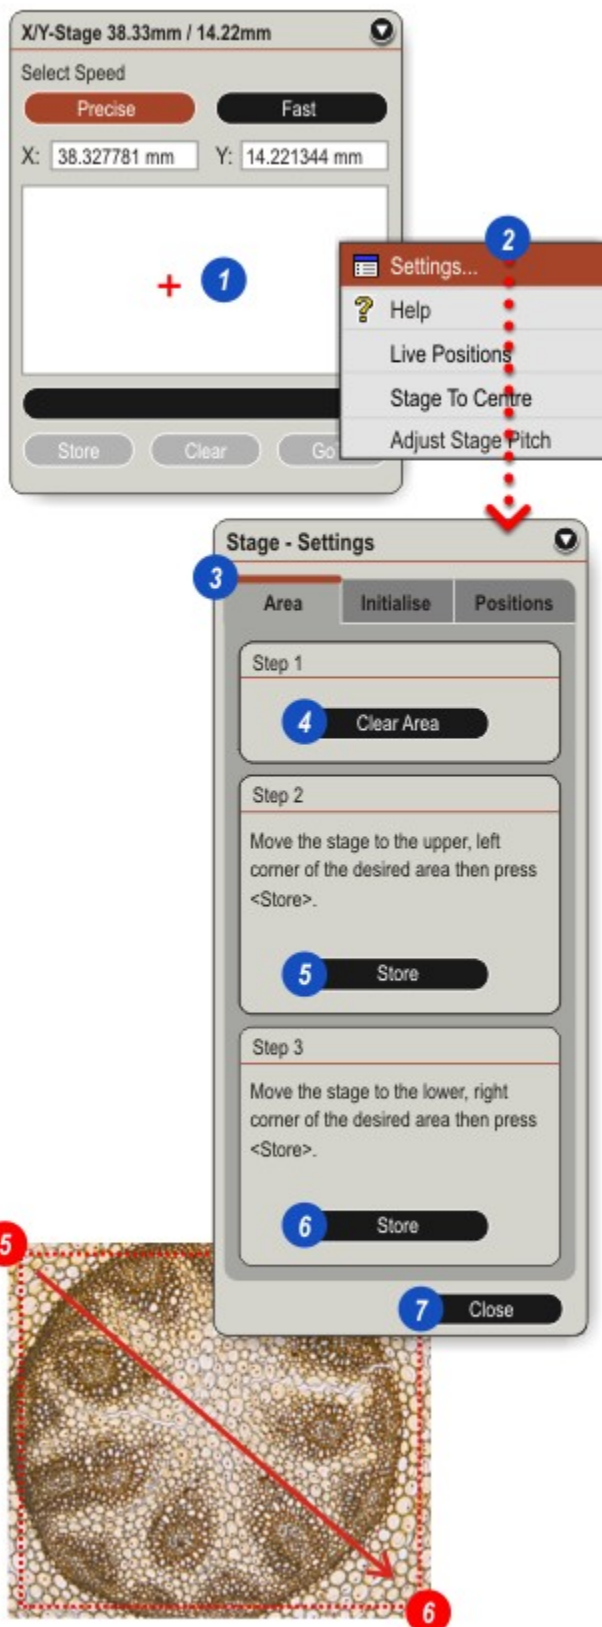 X/Y-Stage 38.33mm / 14.22mm
Select Speed
Precise Fast
X: 38.327781 mm Y: 14.221344 mm
1
2
Settings...
Help
Live Positions
Stage To Centre
Adjust Stage Pitch
Store Clear Go
Stage - Settings
3
Area Initialise Positions
Step 1
4 Clear Area
Step 2
Move the stage to the upper, left
corner of the desired area then press
<Store>.
5 Store
Step 3
Move the stage to the lower, right
corner of the desired area then press
<Store>.
6 Store
7 Close
5
6